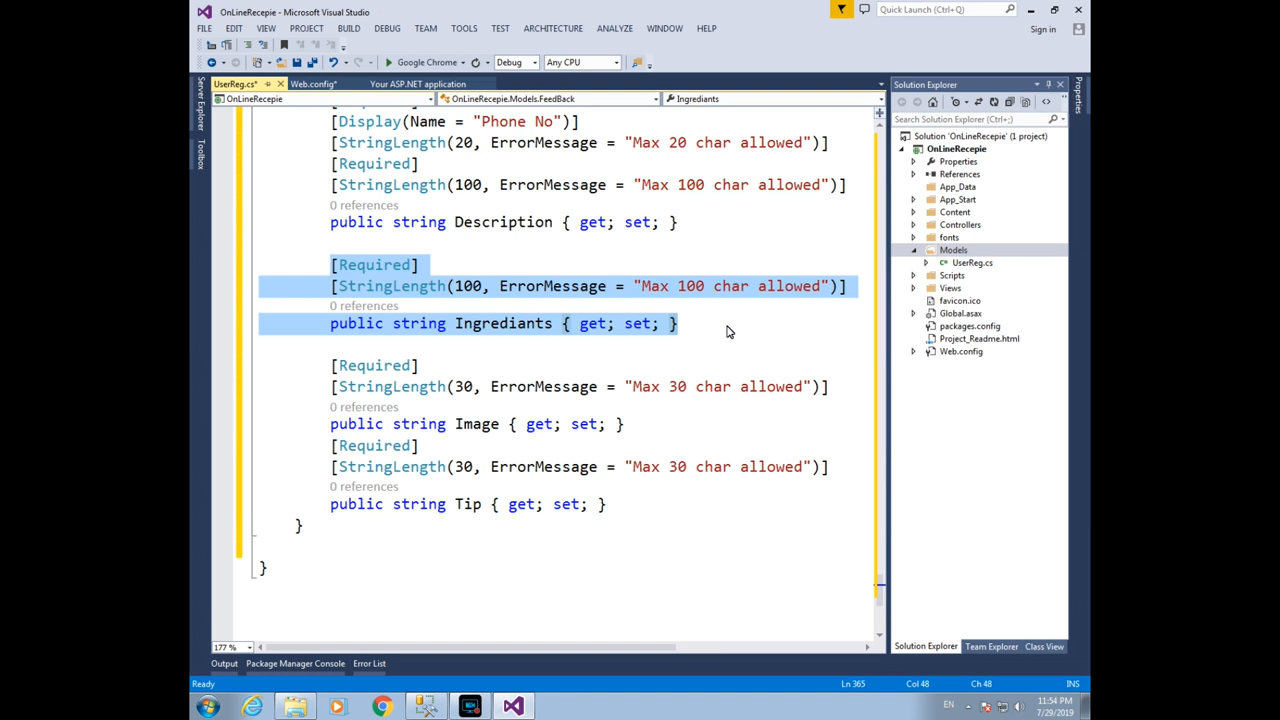 OnLineRecepie - Microsoft Visual Studio
Quick Launch (Ctrl+Q)
FILE EDIT VIEW PROJECT BUILD DEBUG TEAM TOOLS TEST ARCHITECTURE ANALYZE WINDOW HELP
Sign in
Google Chrome Debug Any CPU
UserReg.cs* Web.config* Your ASP.NET application
OnLineRecepie OnLineRecepie.Models.FeedBack Ingrediants
Server Explorer
Toolbox
[Display(Name = "Phone No")]
[StringLength(20, ErrorMessage = "Max 20 char allowed")]
[Required]
[StringLength(100, ErrorMessage = "Max 100 char allowed")]
0 references
public string Description { get; set; }
[Required]
[StringLength(100, ErrorMessage = "Max 100 char allowed")]
0 references
public string Ingrediants { get; set; }
[Required]
[StringLength(30, ErrorMessage = "Max 30 char allowed")]
0 references
public string Image { get; set; }
[Required]
[StringLength(30, ErrorMessage = "Max 30 char allowed")]
0 references
public string Tip { get; set; }
}
}
177 %
Solution Explorer
Search Solution Explorer (Ctrl+;)
Solution 'OnLineRecepie' (1 project)
OnLineRecepie
Properties
References
App_Data
App_Start
Content
Controllers
fonts
Models
UserReg.cs
Scripts
Views
favicon.ico
Global.asax
packages.config
Project_Readme.html
Web.config
Solution Explorer Team Explorer Class View
Properties
Output Package Manager Console Error List
Ready Ln 365 Col 48 Ch 48 INS
EN 11:54 PM
7/29/2019